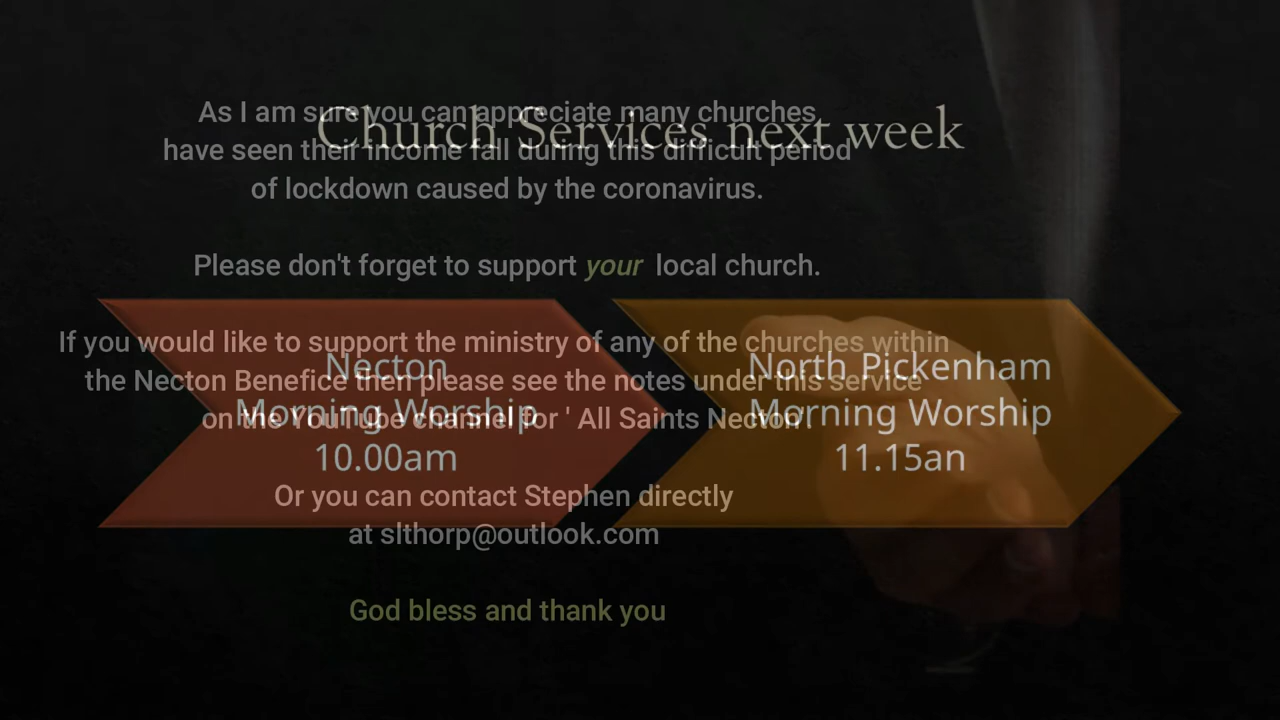 Church Services next week
Necton
Morning Worship
10.00am
North Pickenham
Morning Worship
11.15an
As I am sure you can appreciate many churches
have seen their income fall during this difficult period
of lockdown caused by the coronavirus.
Please don't forget to support your local church.
If you would like to support the ministry of any of the churches within
the Necton Benefice then please see the notes under this service
on the YouTube channel for ' All Saints Necton'.
Or you can contact Stephen directly
at slthorp@outlook.com
God bless and thank you